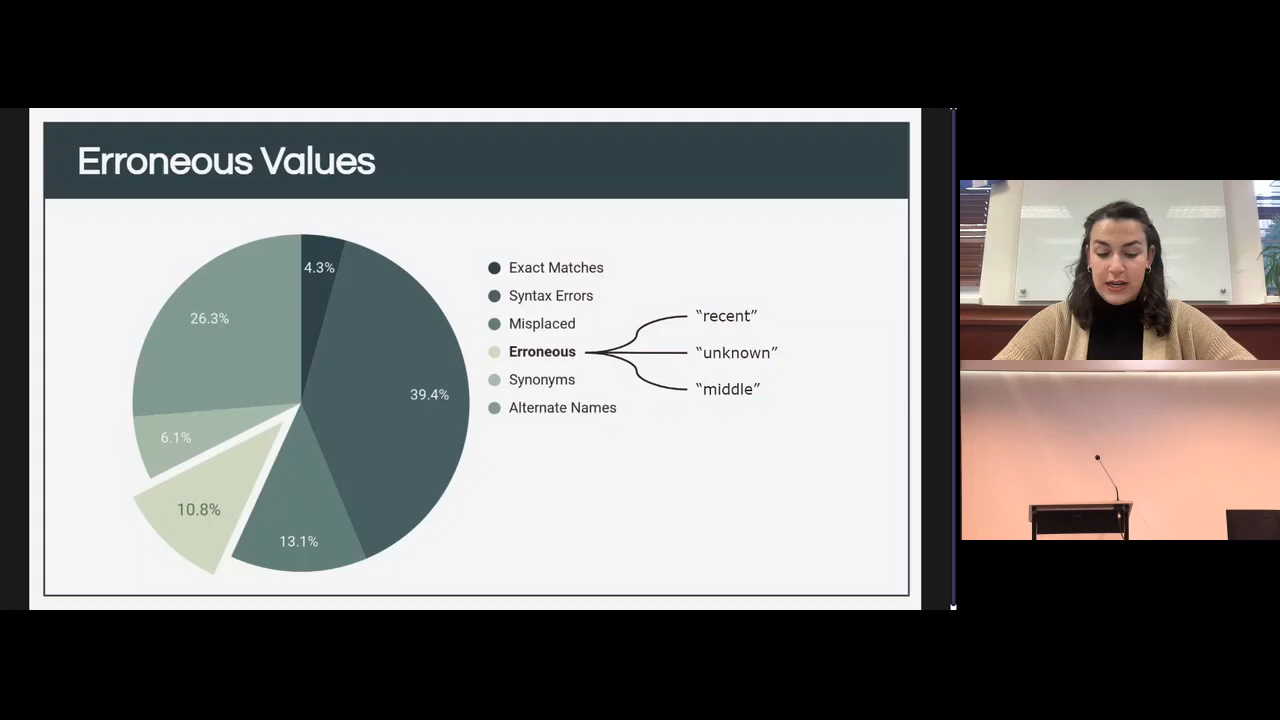 Erroneous Values
4.3%
26.3%
39.4%
6.1%
10.8%
13.1%
Exact Matches
Syntax Errors
Misplaced
Erroneous
Synonyms
Alternate Names
“recent”
“unknown”
“middle”